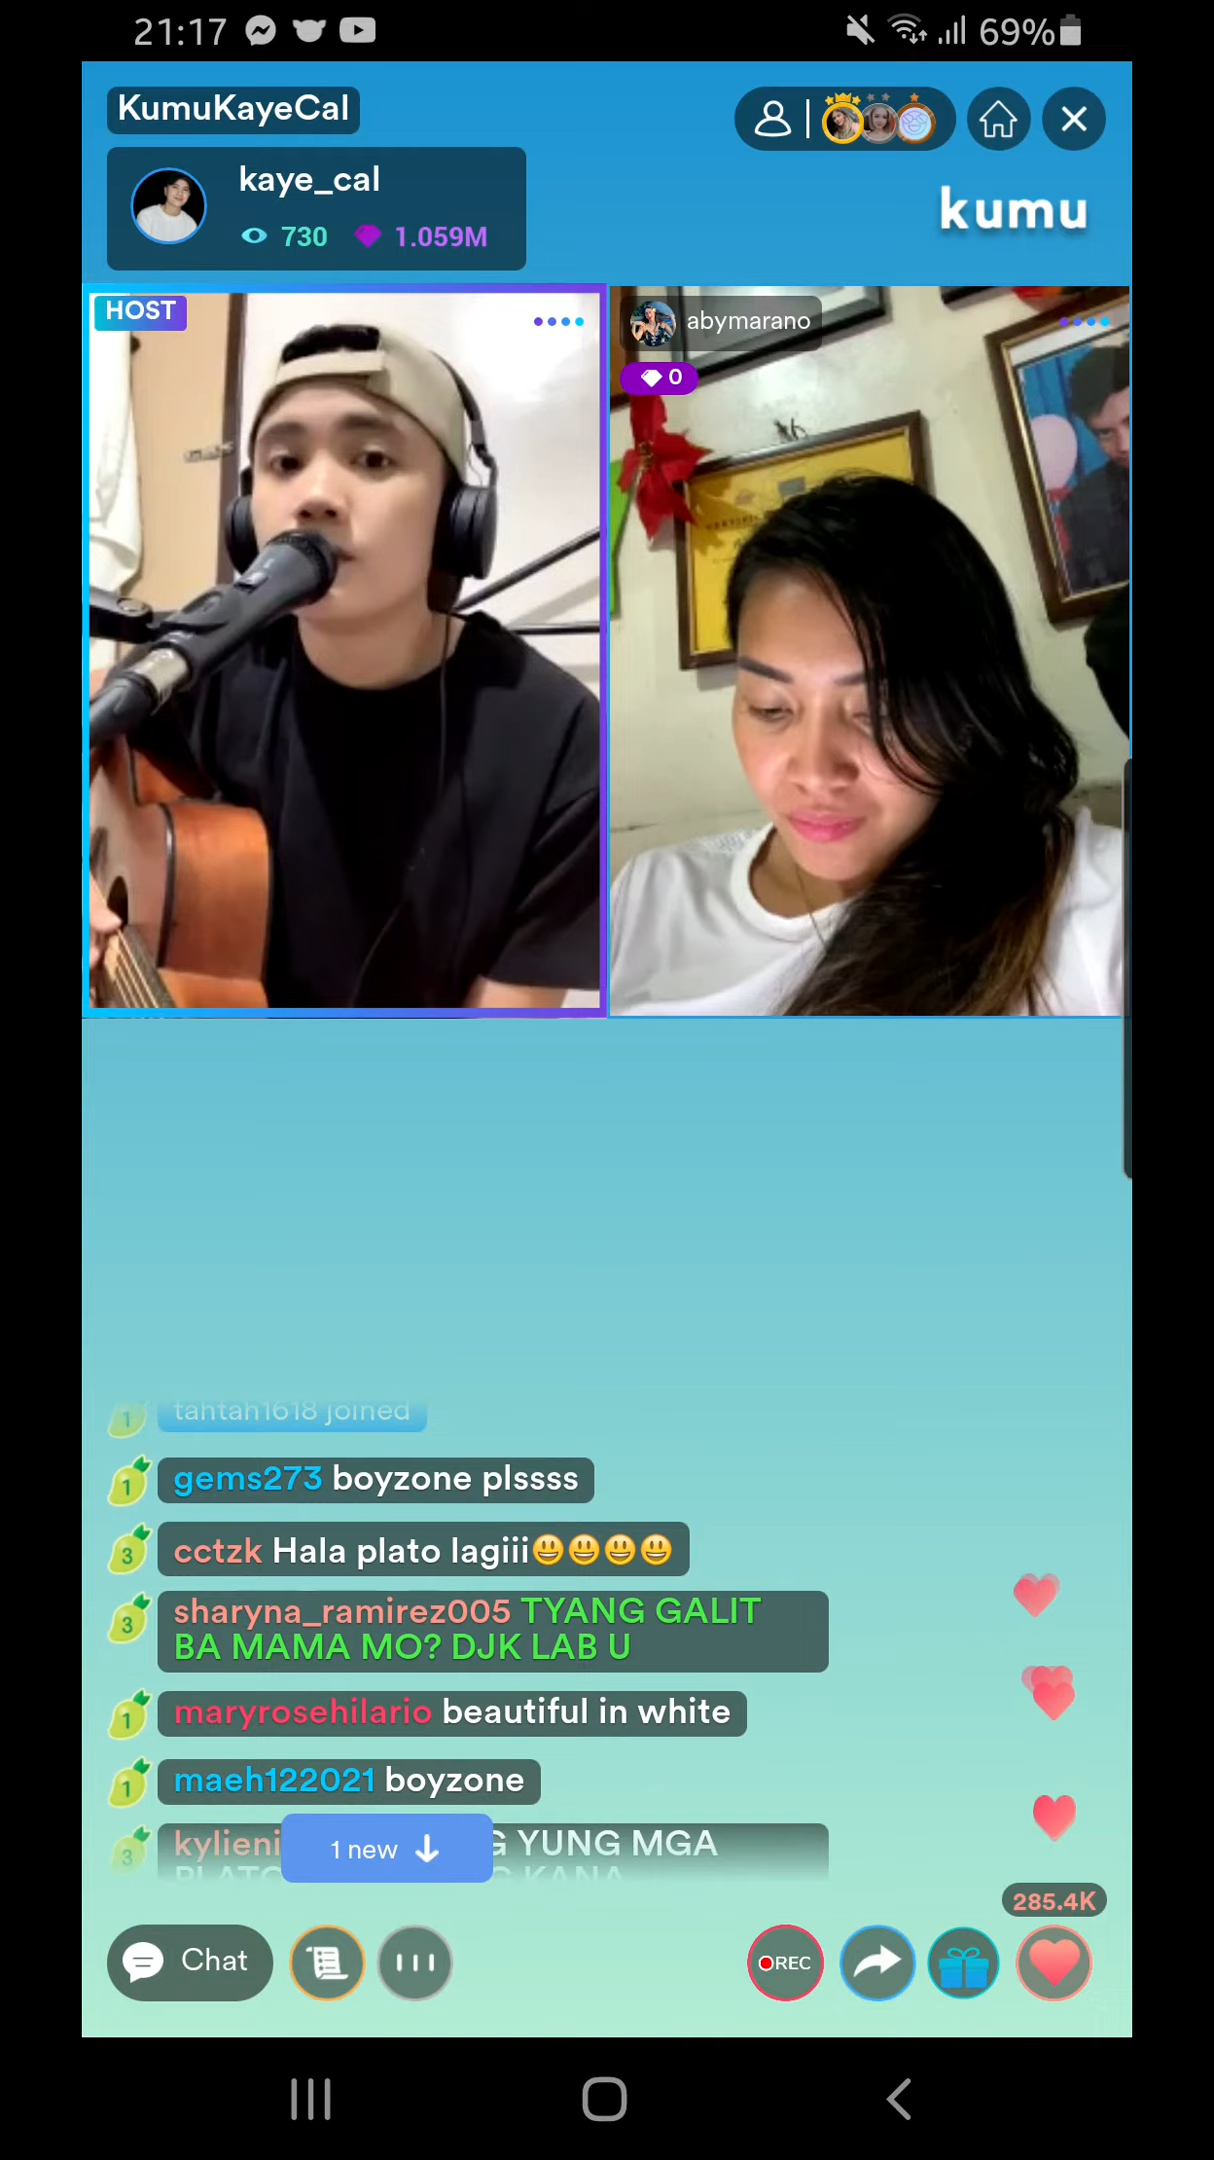 21:17
69%
KumuKayeCal
kaye_cal
730 1.059M
kumu
HOST
abymarano
0
tahtah1618 joined
gems273 boyzone plssss
cctzk Hala plato lagiii😃😃😃😃
sharyna_ramirez005 TYANG GALIT
BA MAMA MO? DJK LAB U
maryrosehilario beautiful in white
maeh122021 boyzone
YUNG MGA
1 new
KANA
285.4K
Chat
REC